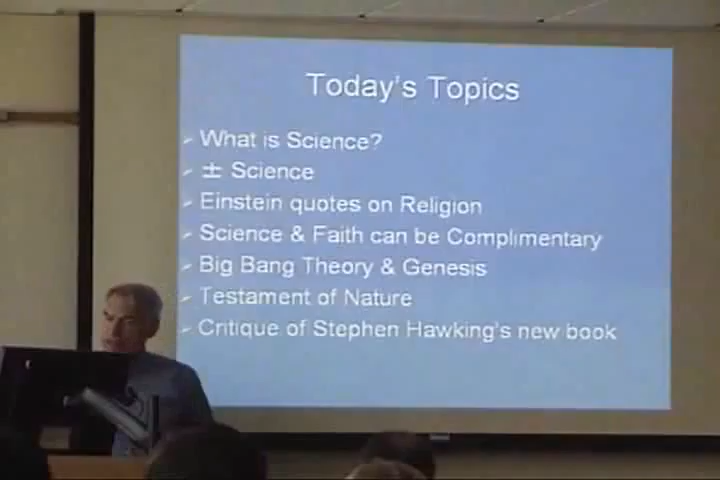 Today's Topics
What is Science?
± Science
Einstein quotes on Religion
Science & Faith can be Complimentary
Big Bang Theory & Genesis
Testament of Nature
Critique of Stephen Hawking's new book